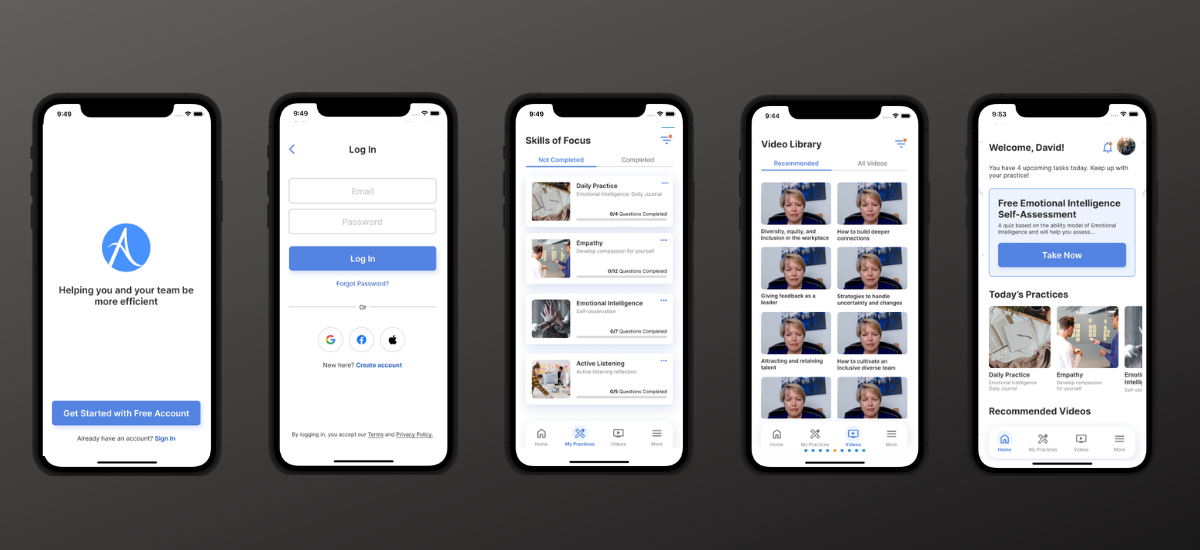 9:49
Helping you and your team be
more efficient
Get Started with Free Account
Already have an account? Sign In
9:49
Log In
Email
Password
Log In
Forgot Password?
Or
New here? Create account
By logging in, you accept our Terms and Privacy Policy.
9:49
Skills of Focus
Not Completed
Completed
Daily Practice
Emotional Intelligence: Daily Journal
0/4 Questions Completed
Empathy
Develop compassion for yourself
0/12 Questions Completed
Emotional Intelligence
Self-observation
0/7 Questions Completed
Active Listening
Active listening reflection
0/5 Questions Completed
Home
My Practices
Videos
More
9:44
Video Library
Recommended
All Videos
Diversity, equity, and
inclusion in the workplace
How to build deeper
connections
Giving feedback as a
leader
Strategies to handle
uncertainty and changes
Attracting and retaining
talent
How to cultivate an
inclusive diverse team
Home
My Practices
Videos
More
9:53
Welcome, David!
You have 4 upcoming tasks today. Keep up with
your practice!
Free Emotional Intelligence
Self-Assessment
A quiz based on the ability model of Emotional
Intelligence and will help you assess...
Take Now
Today's Practices
Daily Practice
Emotional Intelligence
Daily Journal
Empathy
Develop compassion
for yourself
Emoti
Intellig
Self-ob
Recommended Videos
Home
My Practices
Videos
More